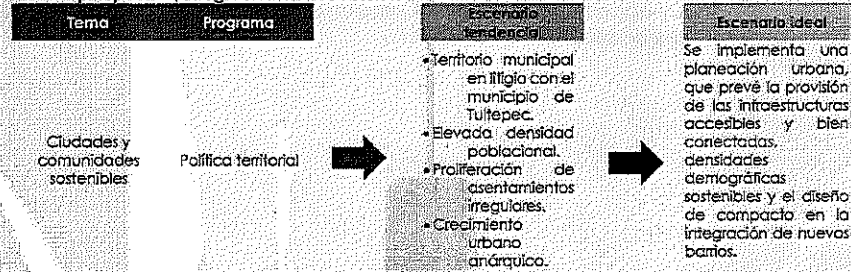 Tema
Programa
Escenario
tendencial
Escenario ideal
Ciudades y
comunidades
sostenibles
Política territorial
•Territorio municipal
en litigio con el
municipio de
Tultepec.
•Elevada densidad
poblacional.
•Proliferación de
asentamientos
irregulares.
•Crecimiento
urbano
anárquico.
Se implementa una
planeación urbana,
que prevé la provisión
de las infraestructuras
accesibles y bien
conectadas,
densidades
demográficas
sostenibles y el diseño
de compacto en la
integración de nuevos
barrios.